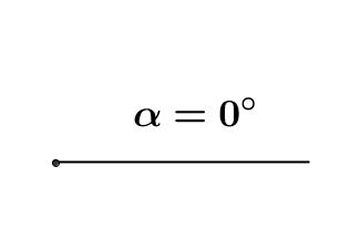 α = 0°